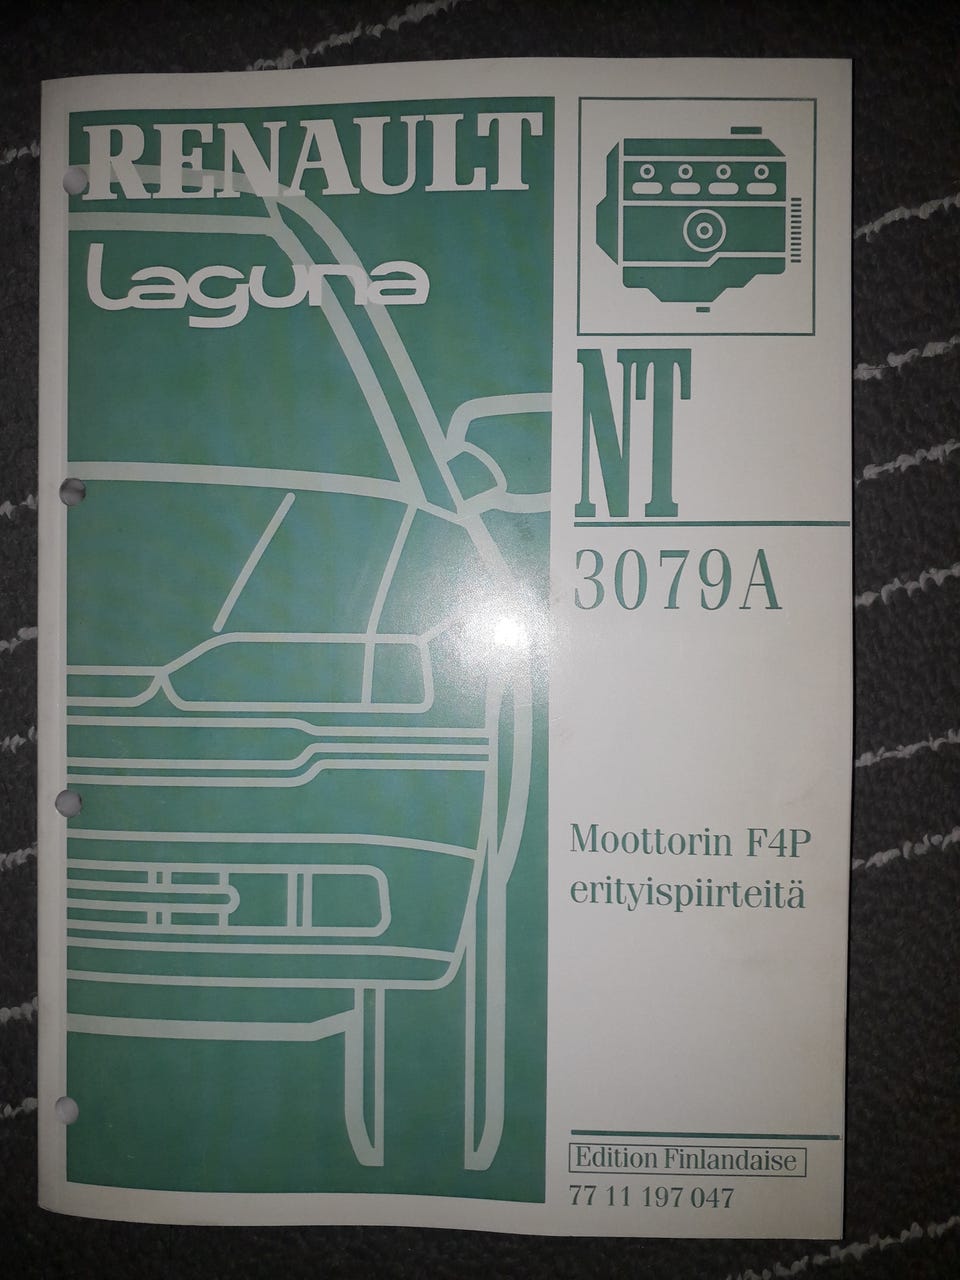 RENAULT
Laguna
NT
3079A
Moottorin F4P
erityispiirteitä
Edition Finlandaise
77 11 197 047